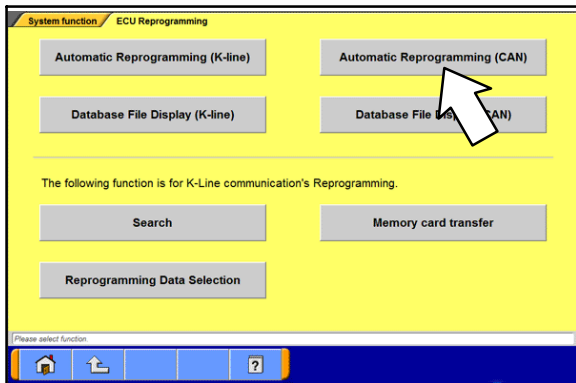 System function ECU Reprogramming
Automatic Reprogramming (K-line) Automatic Reprogramming (CAN)
Database File Display (K-line) Database File CAN)
The following function is for K-Line communication's Reprogramming.
Search Memory card transfer
Reprogramming Data Selection
Please select function.
?